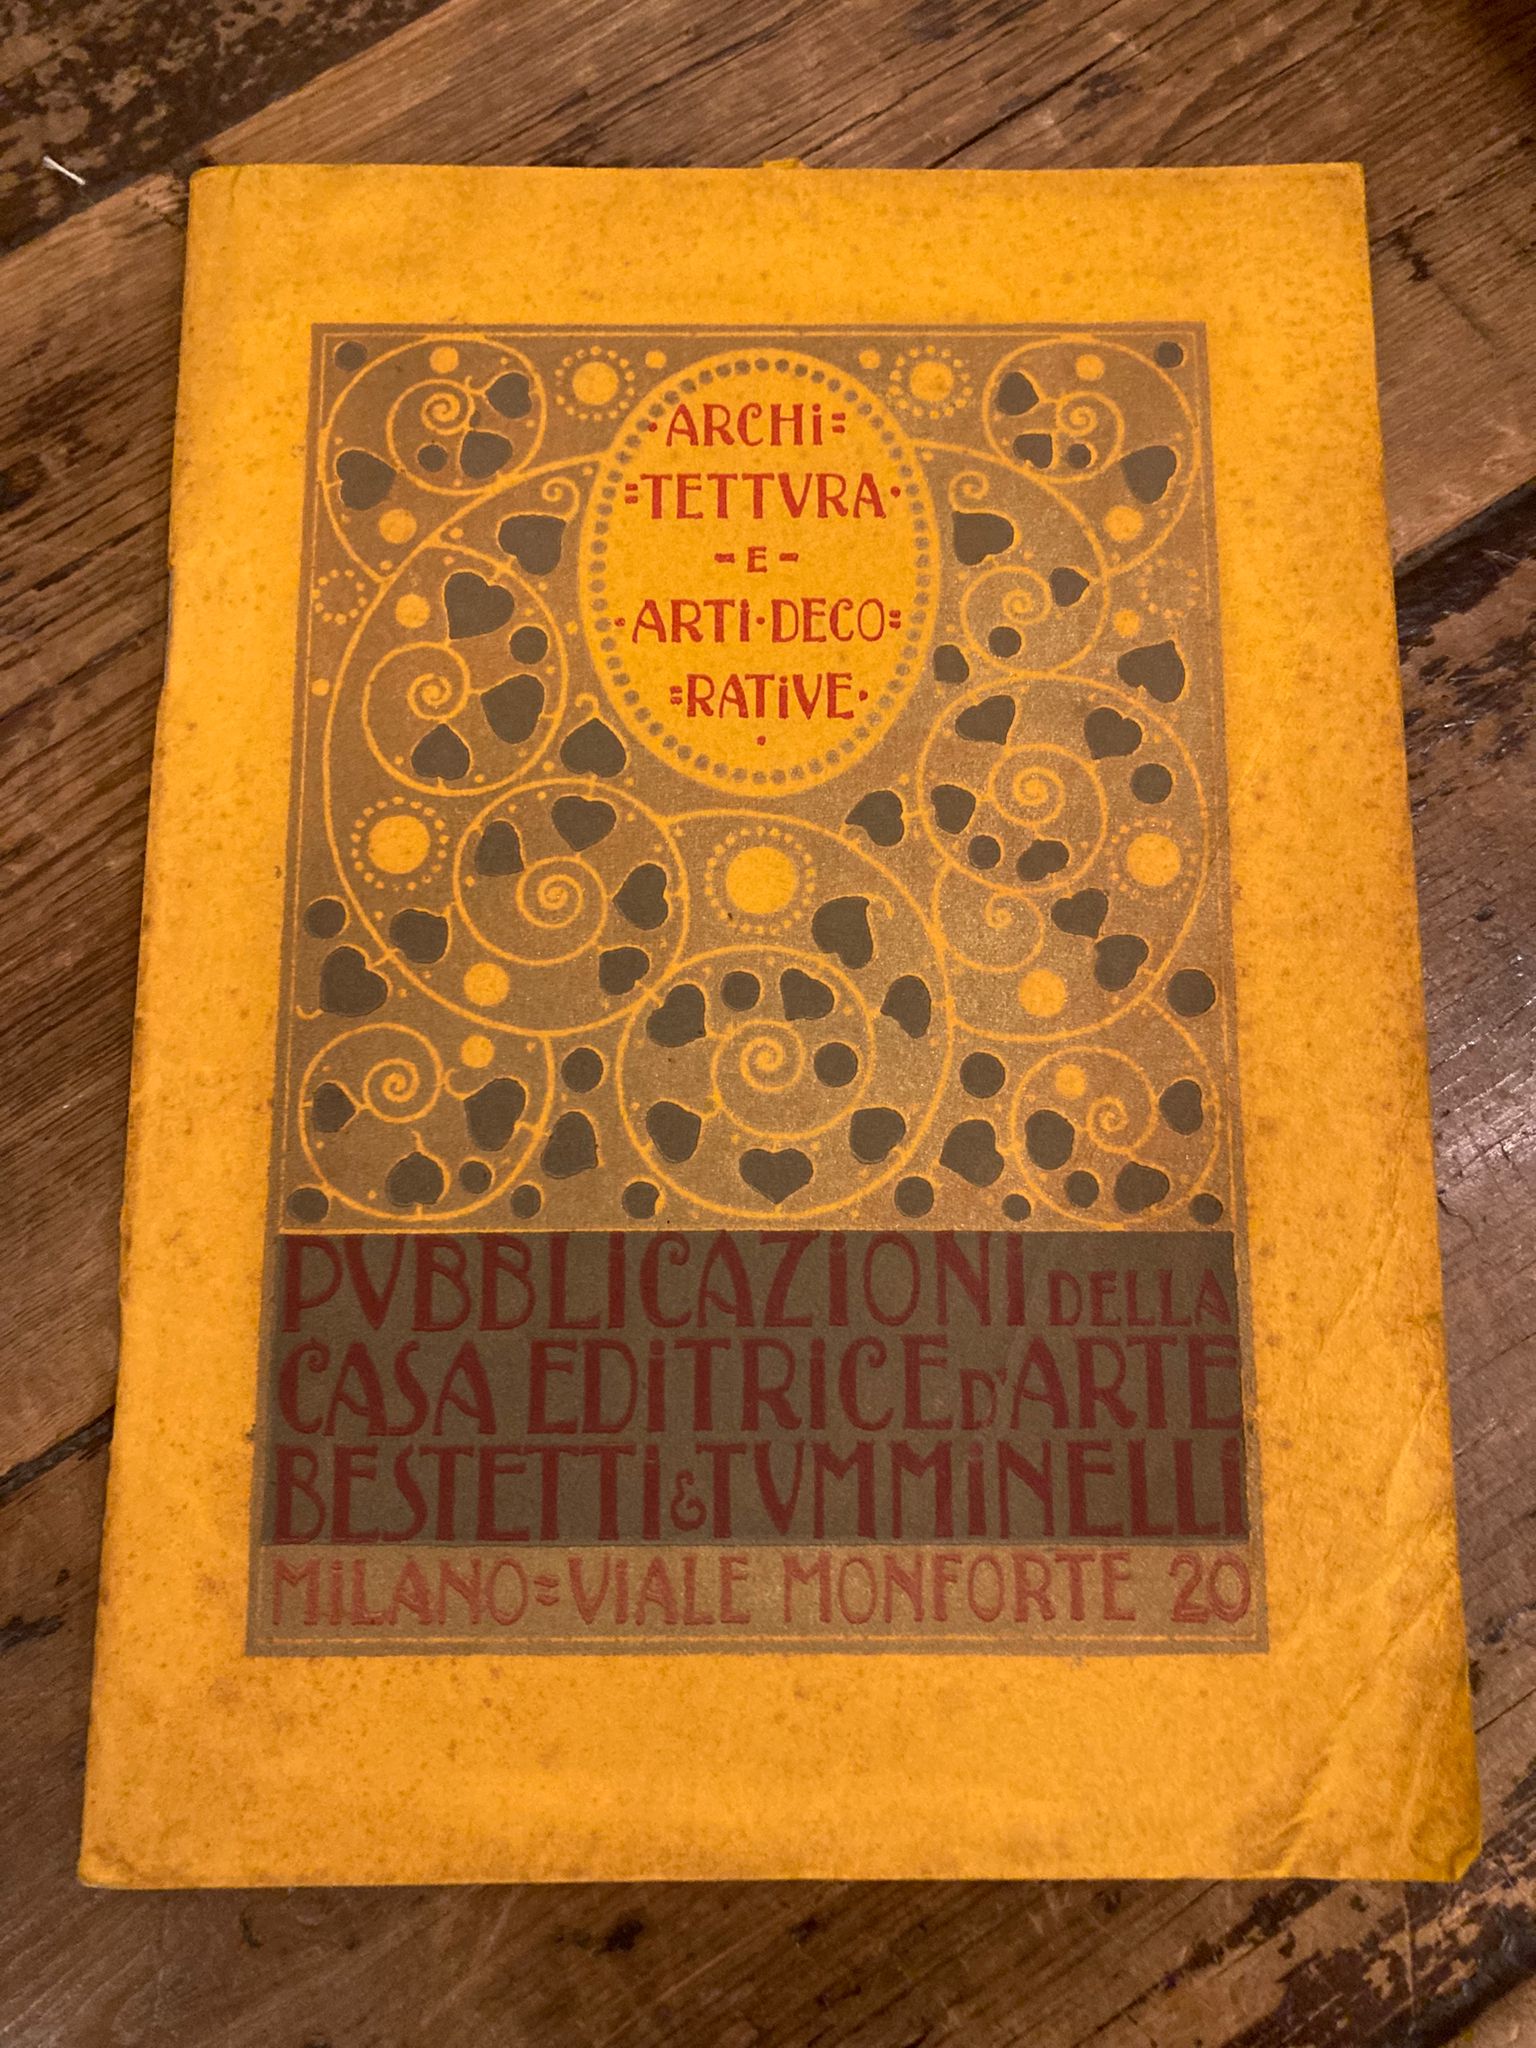 ·ARCHi=
=TETTVRA·
-E-
·ARTi·DECO=
=RATiVE·
PVBBLiCAZiONi DELLA
CASA EDiTRiCE D'ARTE
BESTETTi & TVMMiNELLi
MiLANO=ViALE MONFORTE 20